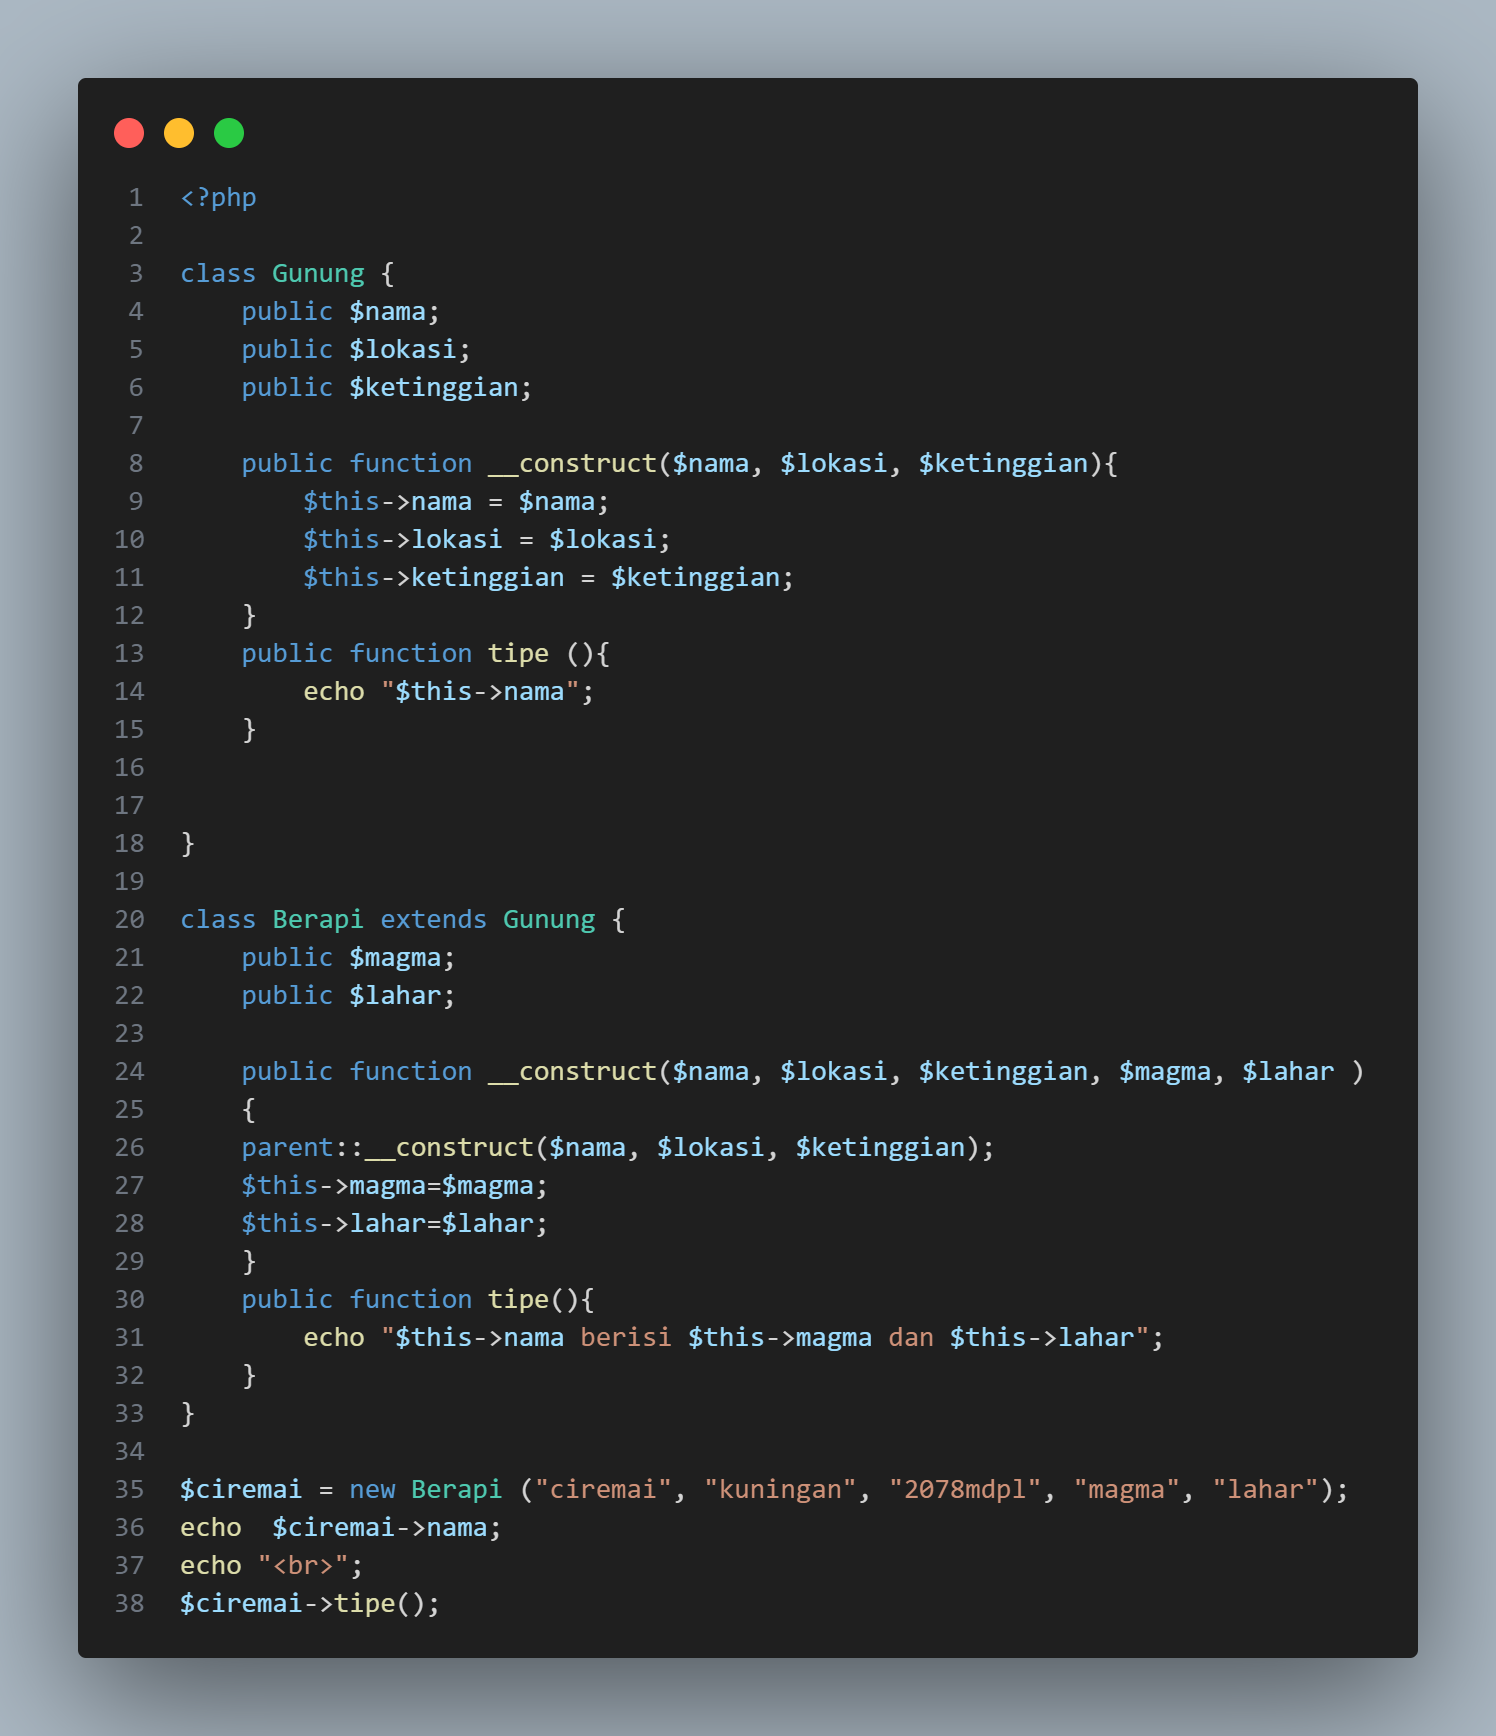 1 <?php
2
3 class Gunung {
4     public $nama;
5     public $lokasi;
6     public $ketinggian;
7
8     public function __construct($nama, $lokasi, $ketinggian){
9         $this->nama = $nama;
10         $this->lokasi = $lokasi;
11         $this->ketinggian = $ketinggian;
12     }
13     public function tipe (){
14         echo "$this->nama";
15     }
16
17
18 }
19
20 class Berapi extends Gunung {
21     public $magma;
22     public $lahar;
23
24     public function __construct($nama, $lokasi, $ketinggian, $magma, $lahar )
25     {
26     parent::__construct($nama, $lokasi, $ketinggian);
27     $this->magma=$magma;
28     $this->lahar=$lahar;
29     }
30     public function tipe(){
31         echo "$this->nama berisi $this->magma dan $this->lahar";
32     }
33 }
34
35 $ciremai = new Berapi ("ciremai", "kuningan", "2078mdpl", "magma", "lahar");
36 echo  $ciremai->nama;
37 echo "<br>";
38 $ciremai->tipe();